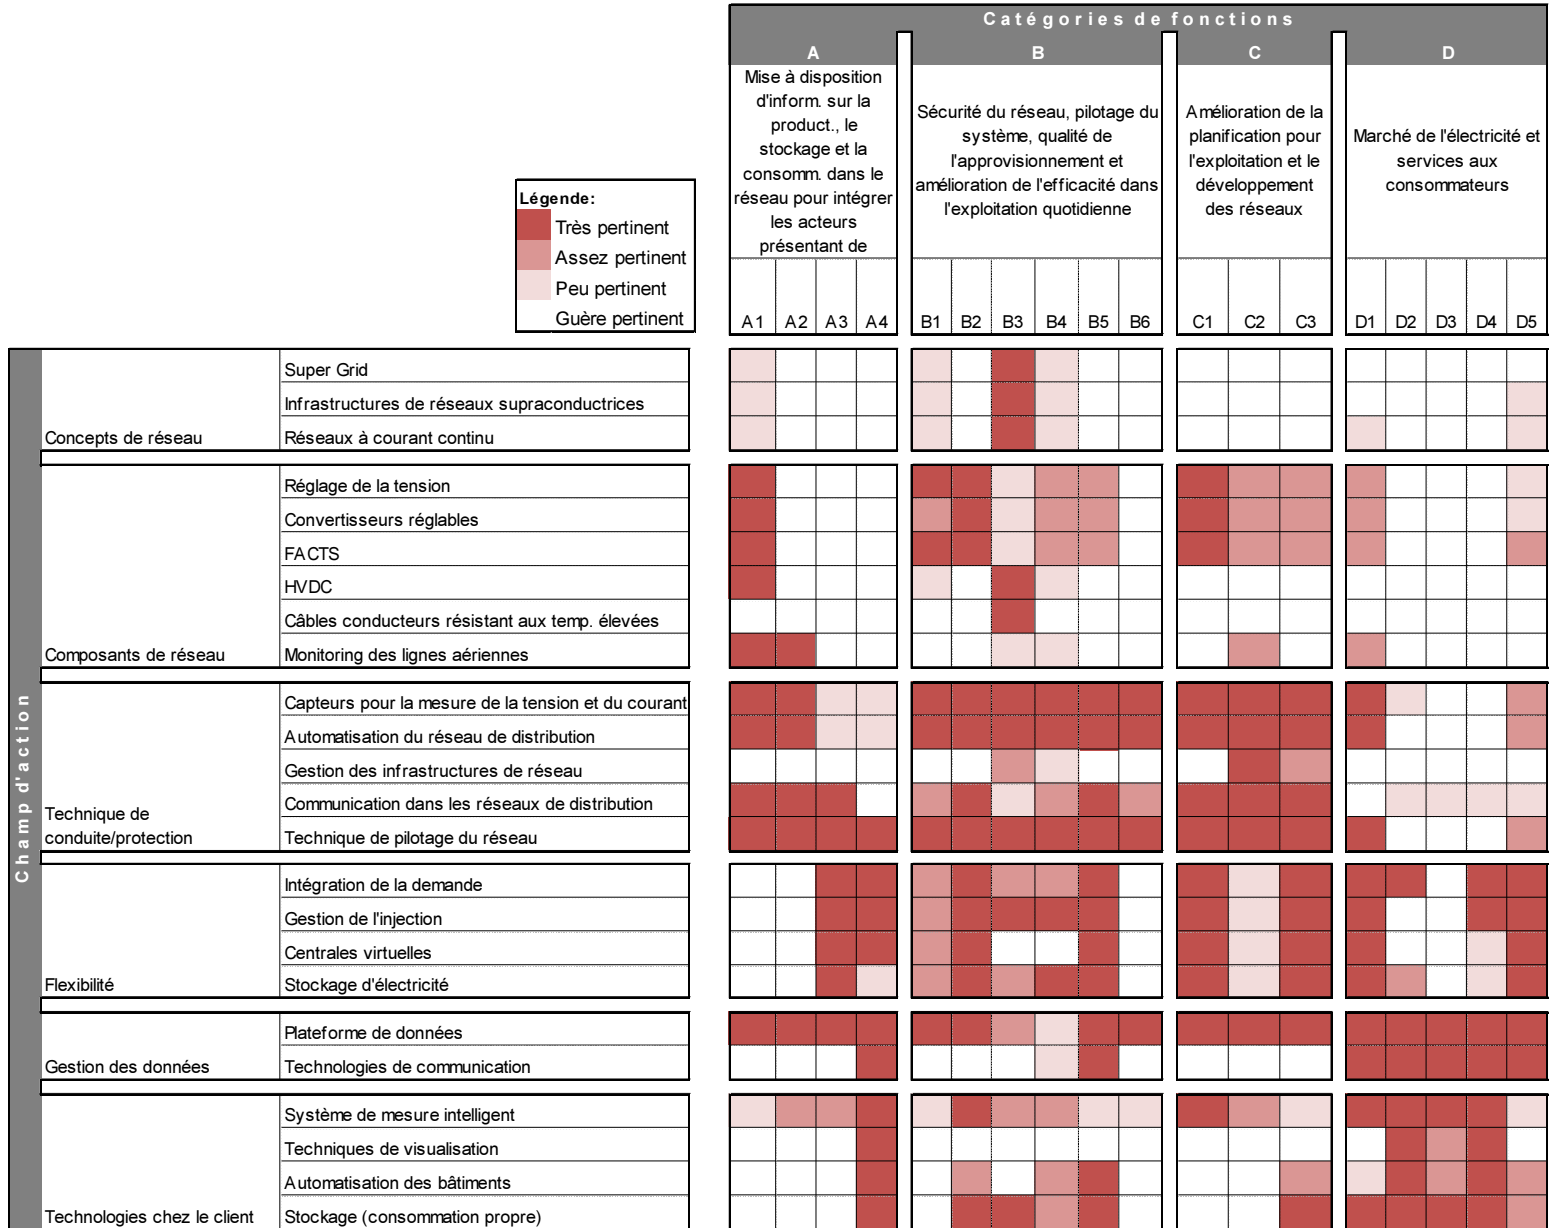 Catégories de fonctions
A B C D
Mise à disposition
d'inform. sur la
product., le
stockage et la
consomm. dans le
réseau pour intégrer
les acteurs
présentant de
Sécurité du réseau, pilotage du
système, qualité de
l'approvisionnement et
amélioration de l'efficacité dans
l'exploitation quotidienne
Amélioration de la
planification pour
l'exploitation et le
développement
des réseaux
Marché de l'électricité et
services aux
consommateurs
Légende:
Très pertinent
Assez pertinent
Peu pertinent
Guère pertinent
A1 A2 A3 A4 B1 B2 B3 B4 B5 B6 C1 C2 C3 D1 D2 D3 D4 D5
Champ d'action
Super Grid
Infrastructures de réseaux supraconductrices
Concepts de réseau Réseaux à courant continu
Réglage de la tension
Convertisseurs réglables
FACTS
HVDC
Câbles conducteurs résistant aux temp. élevées
Composants de réseau Monitoring des lignes aériennes
Capteurs pour la mesure de la tension et du courant
Automatisation du réseau de distribution
Gestion des infrastructures de réseau
Communication dans les réseaux de distribution
Technique de
conduite/protection Technique de pilotage du réseau
Intégration de la demande
Gestion de l'injection
Centrales virtuelles
Flexibilité Stockage d'électricité
Plateforme de données
Gestion des données Technologies de communication
Système de mesure intelligent
Techniques de visualisation
Automatisation des bâtiments
Technologies chez le client Stockage (consommation propre)